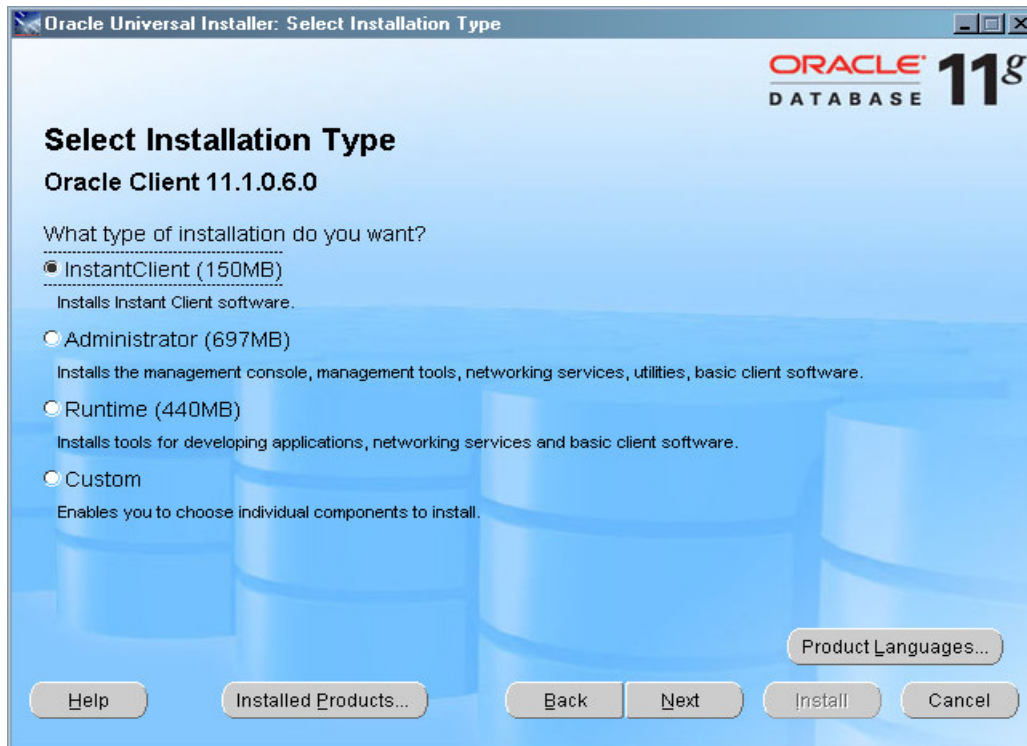 Oracle Universal Installer: Select Installation Type
ORACLE 11g
DATABASE
Select Installation Type
Oracle Client 11.1.0.6.0
What type of installation do you want?
InstantClient (150MB)
Installs Instant Client software.
Administrator (697MB)
Installs the management console, management tools, networking services, utilities, basic client software.
Runtime (440MB)
Installs tools for developing applications, networking services and basic client software.
Custom
Enables you to choose individual components to install.
Product Languages...
Help Installed Products... Back Next Install Cancel